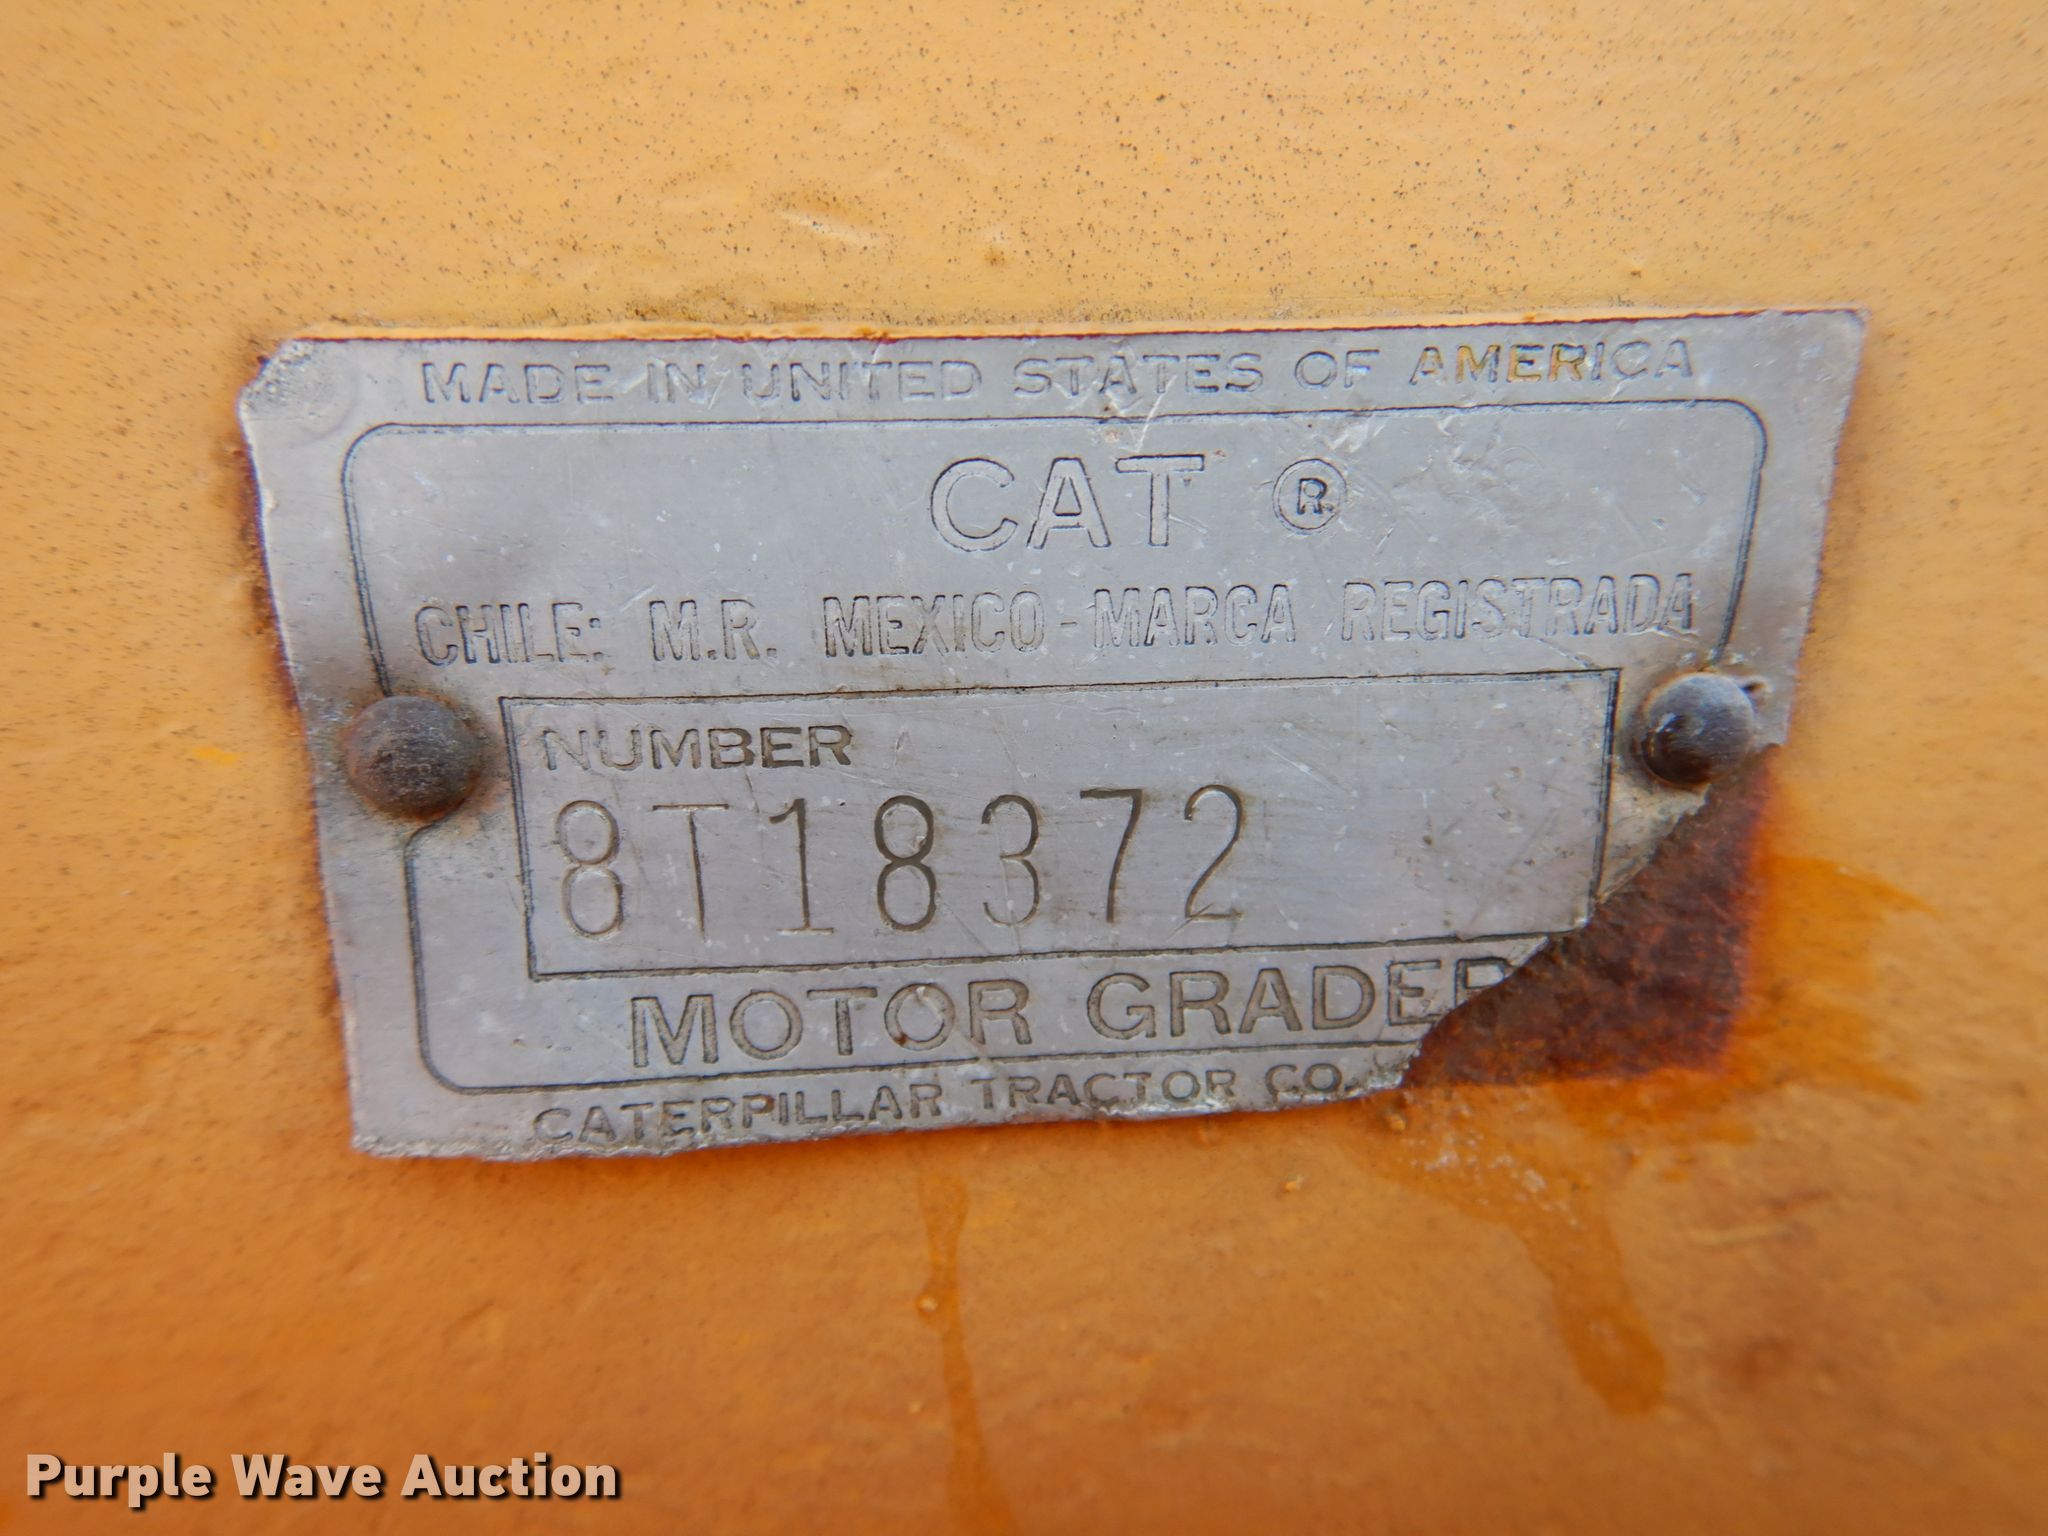 MADE IN UNITED STATES OF AMERICA
CAT ®
CHILE: M.R. MEXICO-MARCA REGISTRADA
NUMBER
8T18372
MOTOR GRADER
CATERPILLAR TRACTOR CO.
Purple Wave Auction